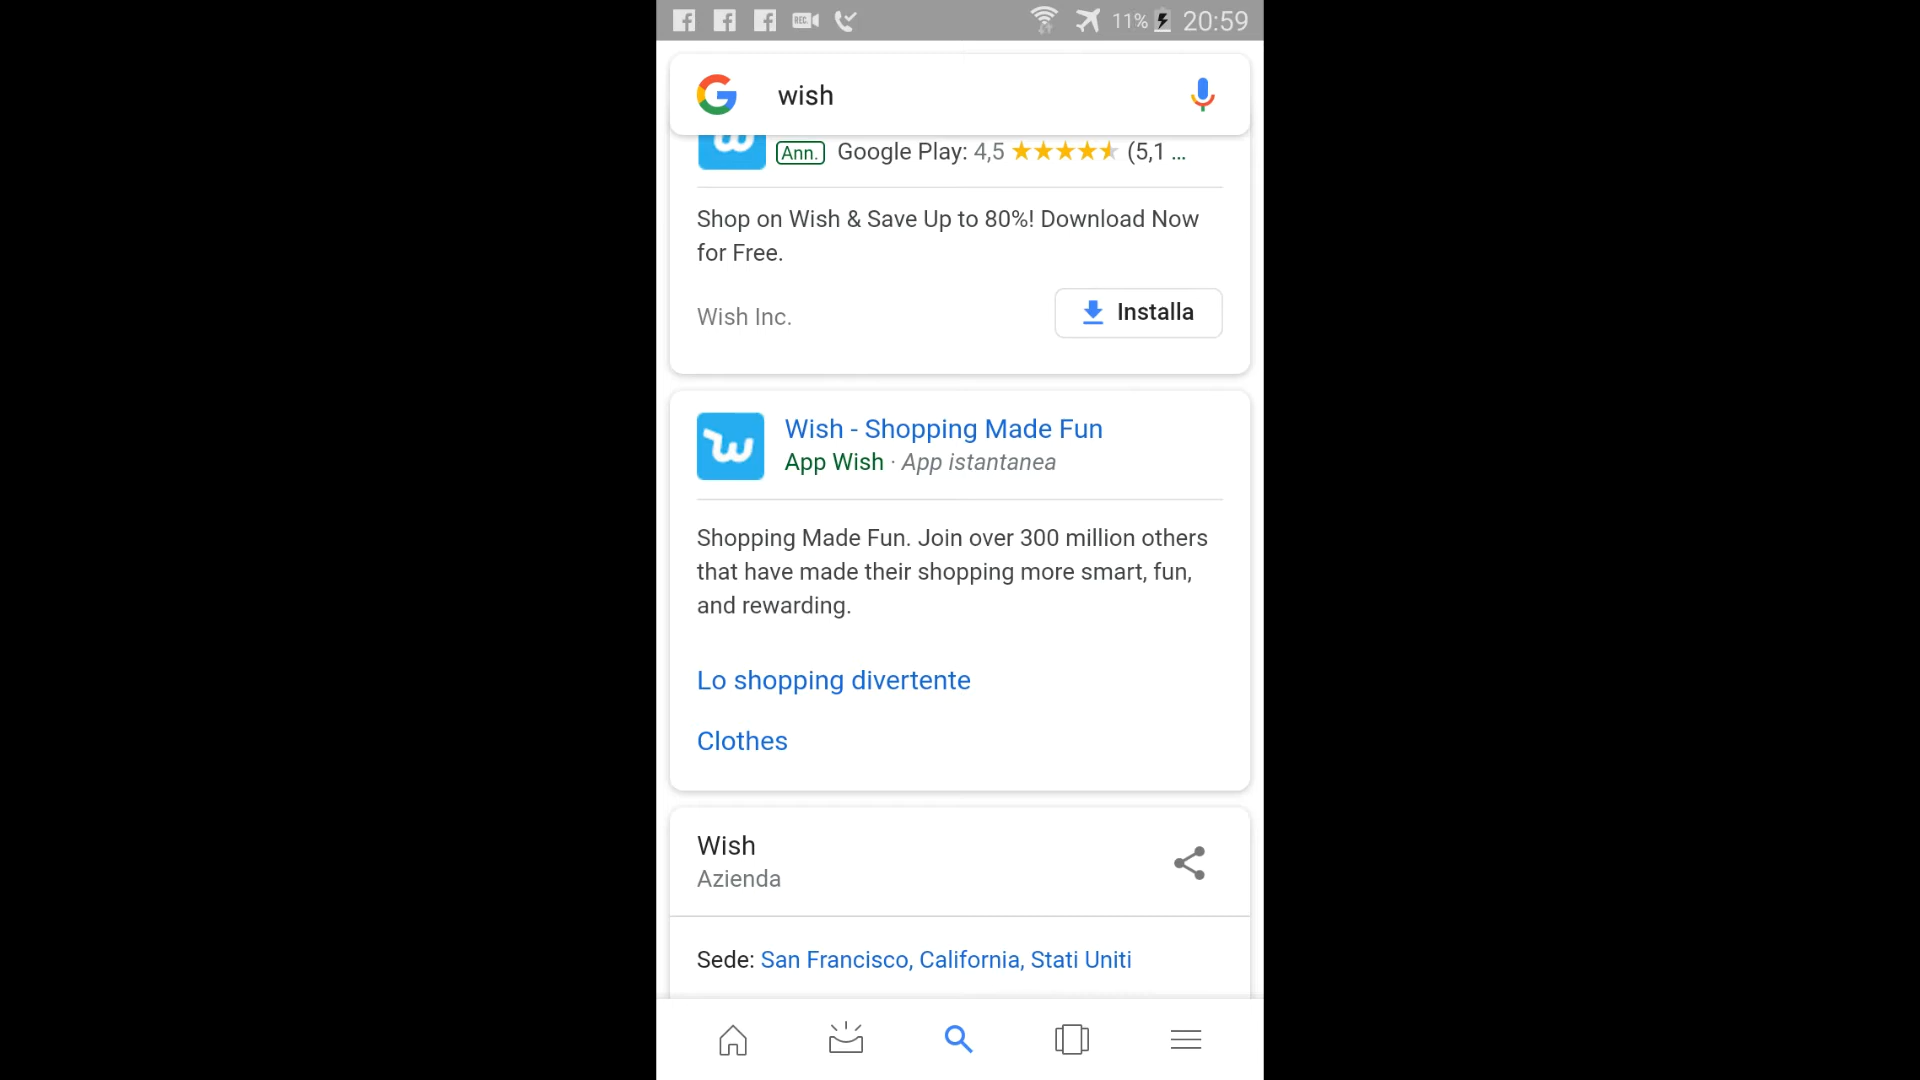 REC.
11%
20:59
wish
Ann. Google Play: 4,5 (5,1 ...
Shop on Wish & Save Up to 80%! Download Now
for Free.
Wish Inc.
Installa
Wish - Shopping Made Fun
App Wish · App istantanea
Shopping Made Fun. Join over 300 million others
that have made their shopping more smart, fun,
and rewarding.
Lo shopping divertente
Clothes
Wish
Azienda
Sede: San Francisco, California, Stati Uniti